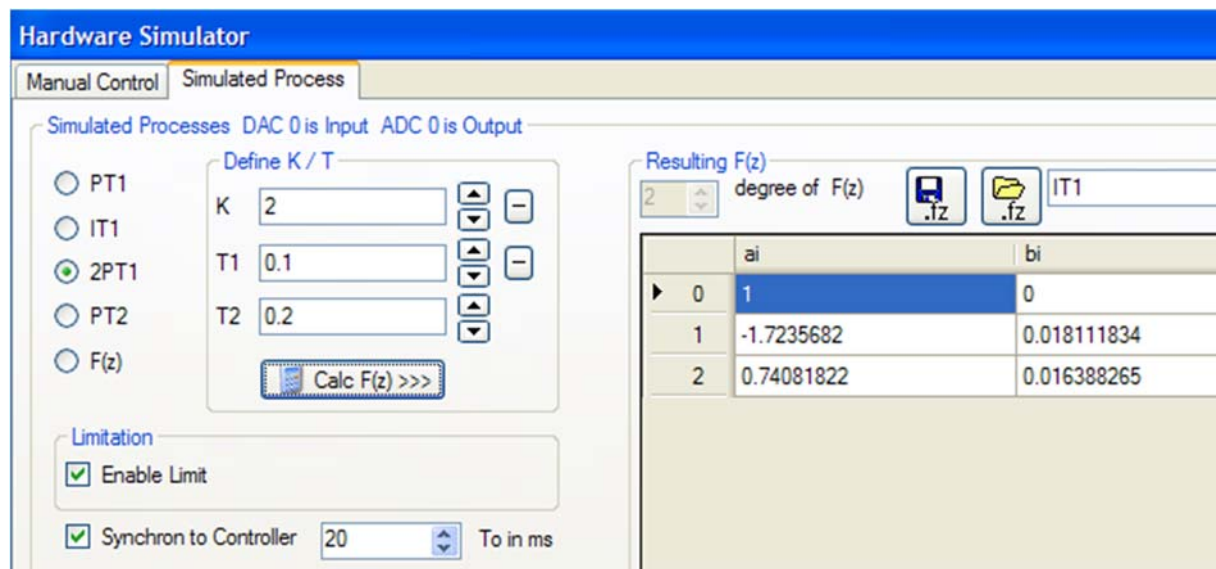 Hardware Simulator
Manual Control Simulated Process
Simulated Processes DAC 0 is Input ADC 0 is Output
PT1
IT1
2PT1
PT2
F(z)
Define K / T
K 2
T1 0.1
T2 0.2
Calc F(z) >>>
Limitation
Enable Limit
Synchron to Controller 20 To in ms
Resulting F(z)
2 degree of F(z) .fz .fz IT1
ai bi
0 1 0
1 -1.7235682 0.018111834
2 0.74081822 0.016388265